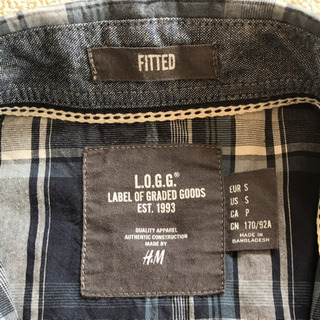 FITTED
L.O.G.G.®
LABEL OF GRADED GOODS
EST. 1993
QUALITY APPAREL
AUTHENTIC CONSTRUCTION
MADE BY
H&M
EUR S
US S
CA P
CN 170/92A
MADE IN
BANGLADESH